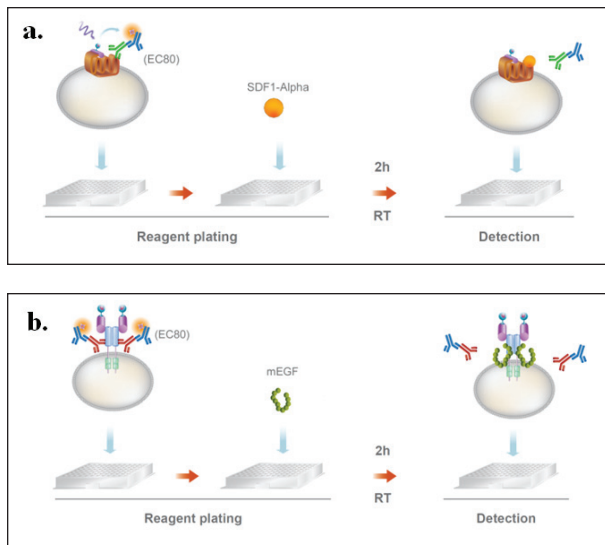 a.
(EC80)
SDF1-Alpha
2h
RT
Reagent plating
Detection
b.
(EC80)
mEGF
2h
RT
Reagent plating
Detection